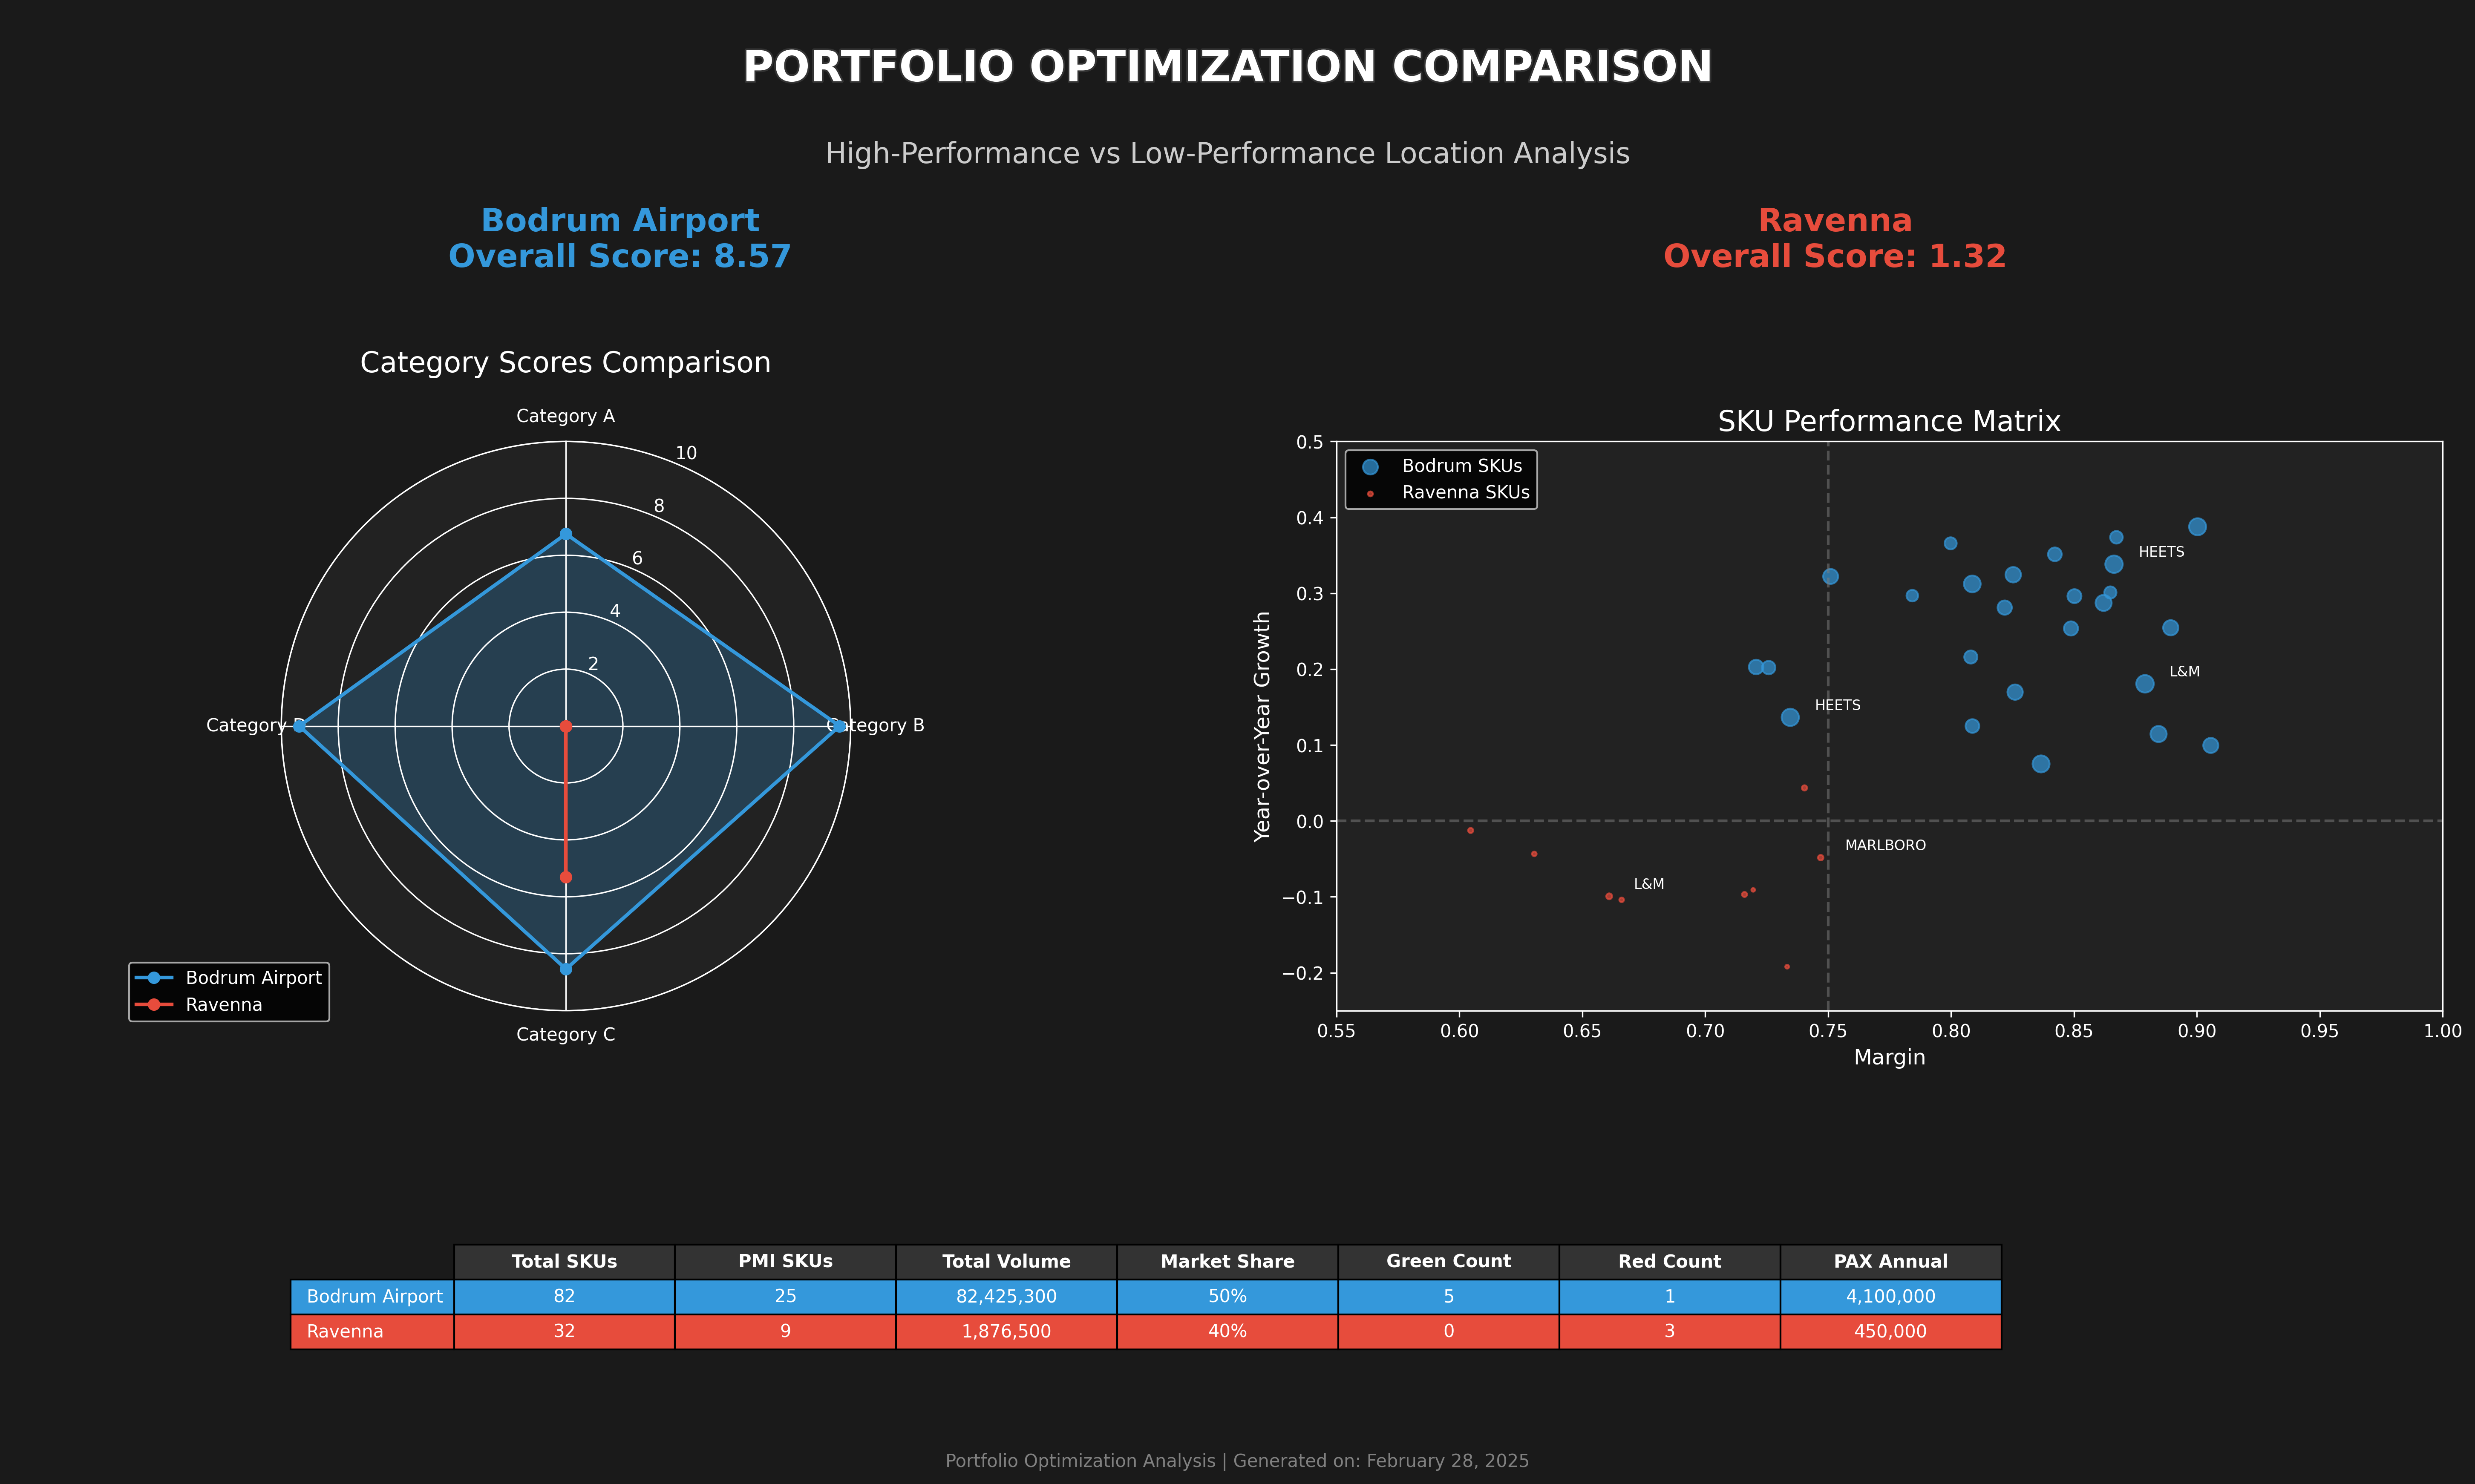 PORTFOLIO OPTIMIZATION COMPARISON
High-Performance vs Low-Performance Location Analysis
Bodrum Airport
Overall Score: 8.57
Ravenna
Overall Score: 1.32
Category Scores Comparison
Category A
10
8
6
4
2
Category D
Category B
Category C
Bodrum Airport
Ravenna
SKU Performance Matrix
Bodrum SKUs
Ravenna SKUs
Year-over-Year Growth
0.5
0.4
0.3
0.2
0.1
0.0
−0.1
−0.2
HEETS
L&M
HEETS
MARLBORO
L&M
0.55 0.60 0.65 0.70 0.75 0.80 0.85 0.90 0.95 1.00
Margin
Total SKUs PMI SKUs Total Volume Market Share Green Count Red Count PAX Annual
Bodrum Airport 82 25 82,425,300 50% 5 1 4,100,000
Ravenna 32 9 1,876,500 40% 0 3 450,000
Portfolio Optimization Analysis | Generated on: February 28, 2025